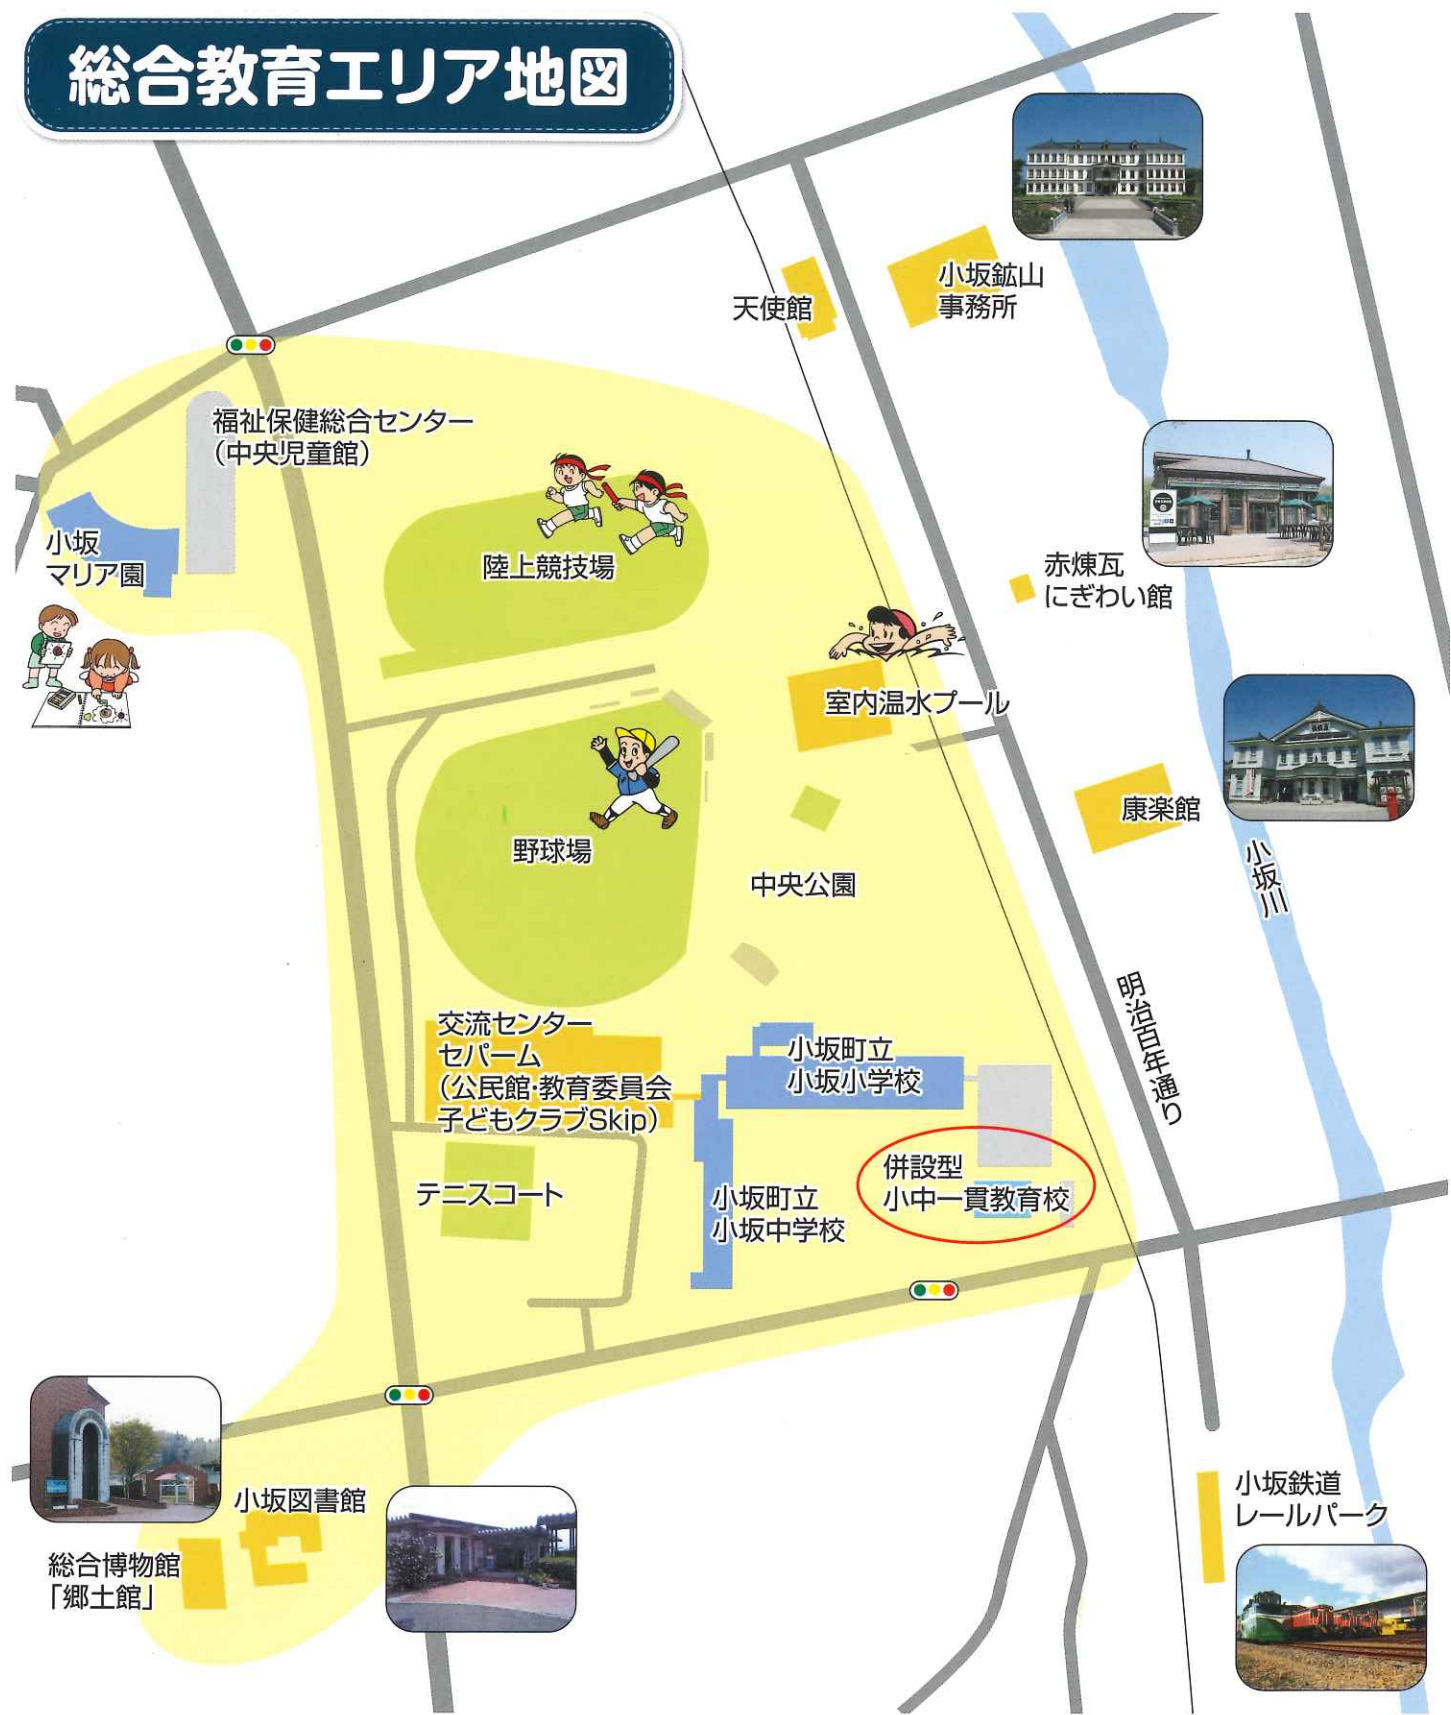 総合教育エリア地図
天使館
小坂鉱山
事務所
福祉保健総合センター
（中央児童館）
小坂
マリア園
陸上競技場
赤煉瓦
にぎわい館
室内温水プール
康楽館
野球場
中央公園
小坂川
明治百年通り
交流センター
セパーム
（公民館・教育委員会
子どもクラブSkip）
小坂町立
小坂小学校
併設型
小中一貫教育校
テニスコート
小坂町立
小坂中学校
小坂図書館
総合博物館
「郷土館」
小坂鉄道
レールパーク